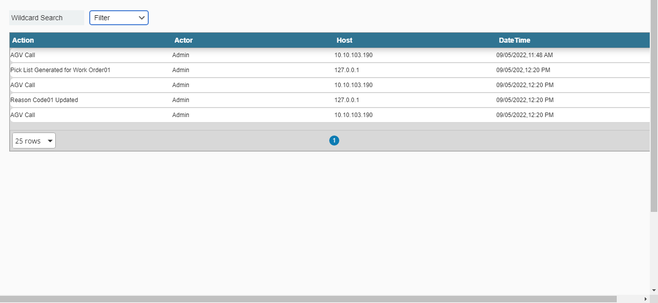 Wildcard Search Filter
Action Actor Host DateTime
AGV Call Admin 10.10.103.190 09/05/2022,11:48 AM
Pick List Generated for Work Order01 Admin 127.0.0.1 09/05/202,12:20 PM
AGV Call Admin 10.10.103.190 09/05/2022,12:20 PM
Reason Code01 Updated Admin 127.0.0.1 09/05/2022,12:20 PM
AGV Call Admin 10.10.103.190 09/05/2022,12:20 PM
25 rows 1